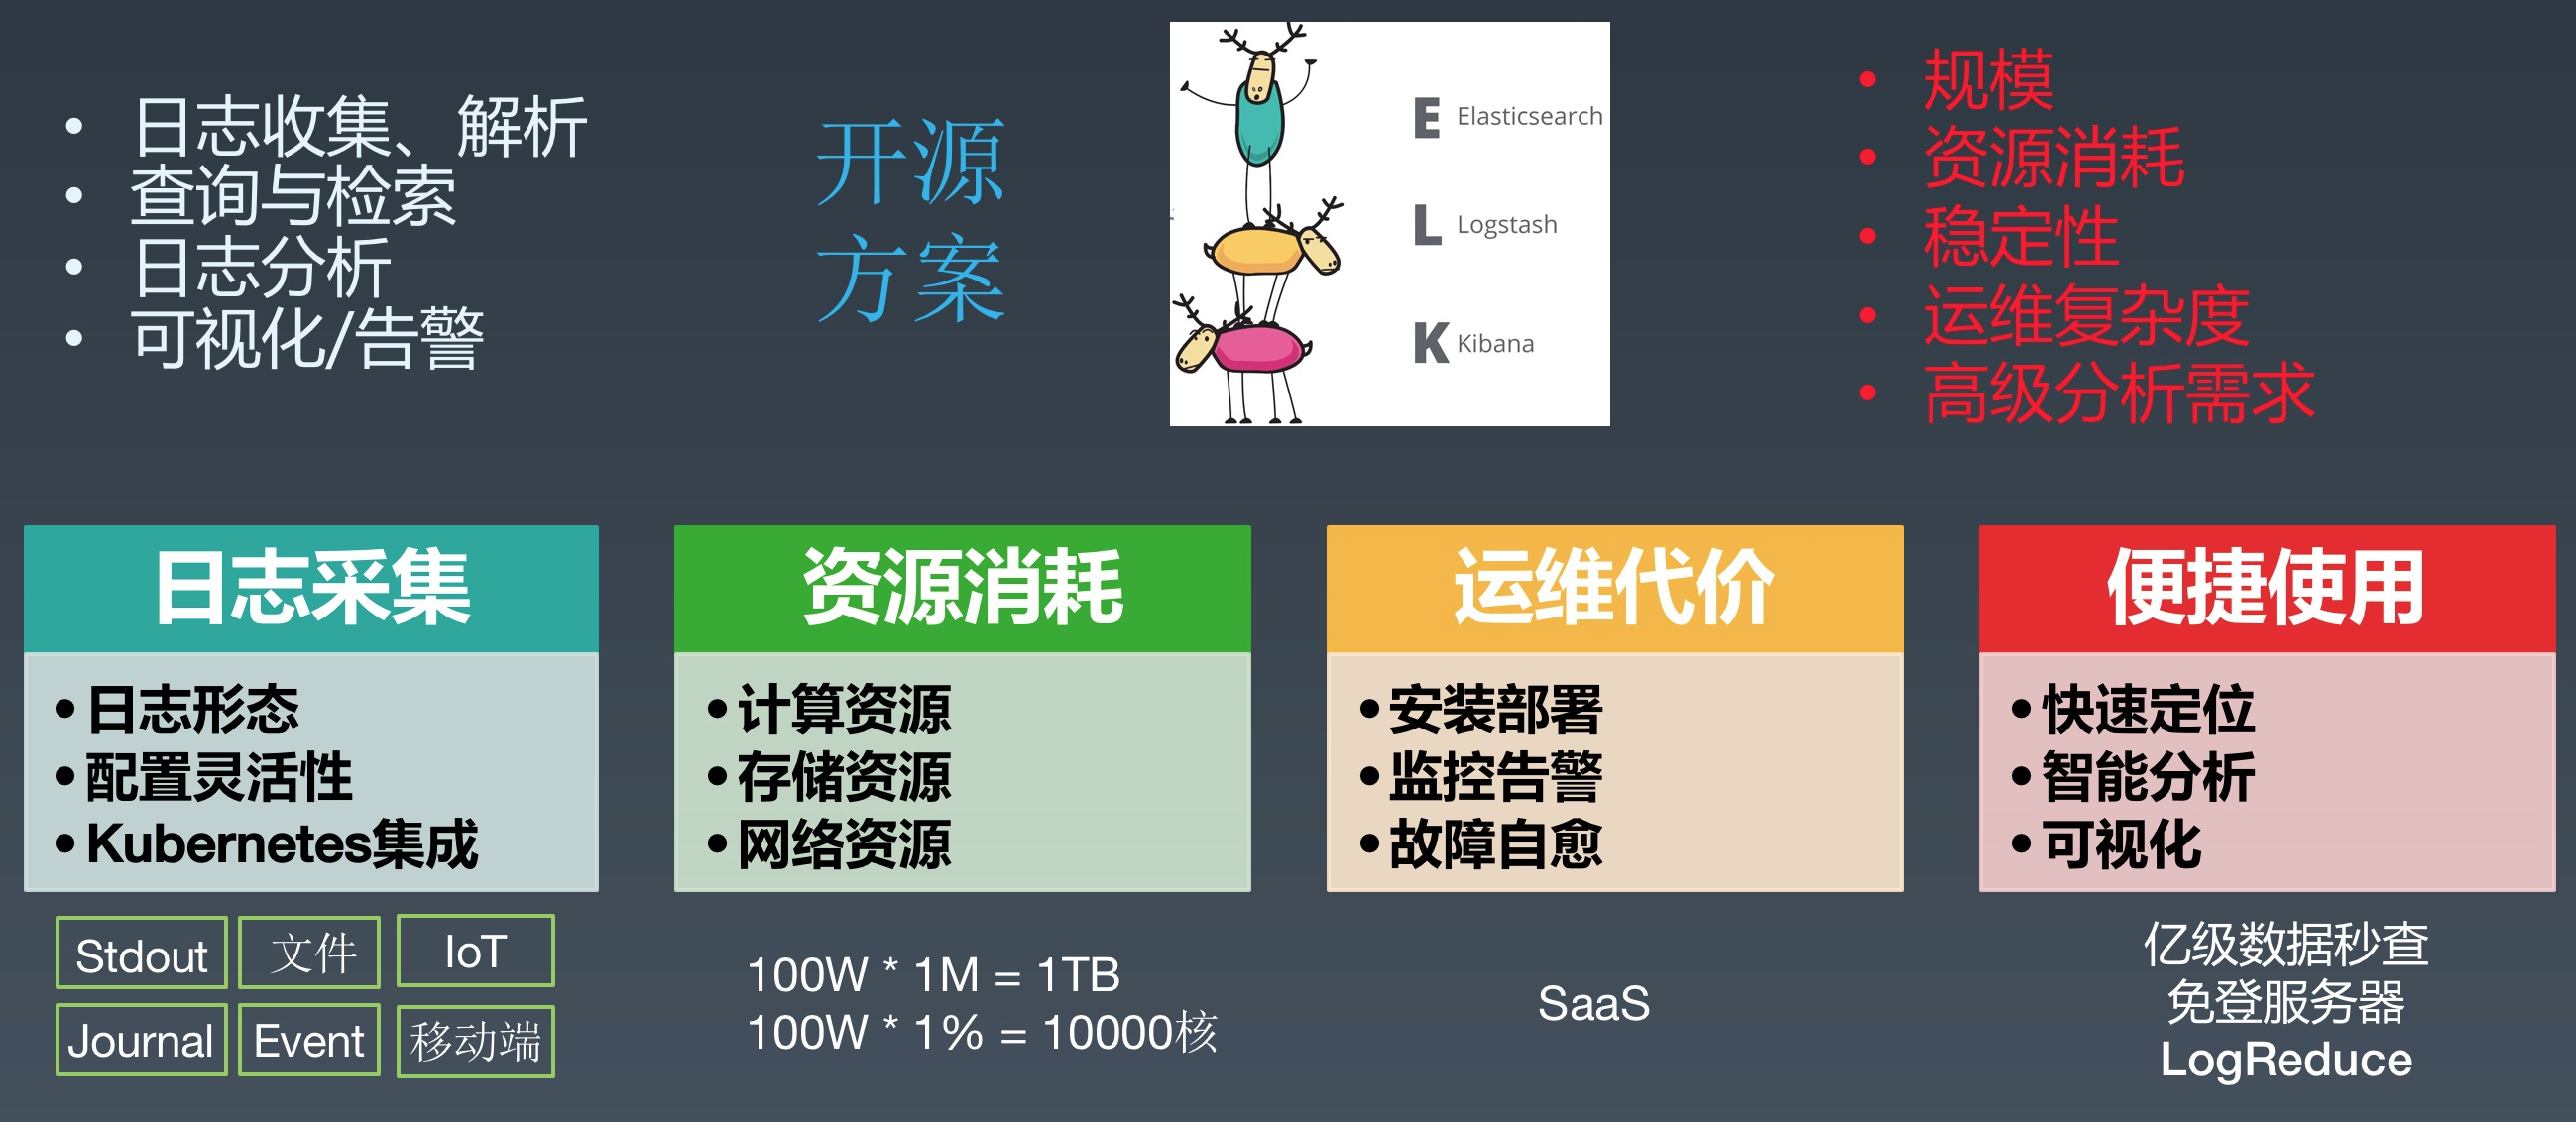 • 日志收集、解析
• 查询与检索
• 日志分析
• 可视化/告警
开源
方案
E Elasticsearch
L Logstash
K Kibana
• 规模
• 资源消耗
• 稳定性
• 运维复杂度
• 高级分析需求
日志采集
•日志形态
•配置灵活性
•Kubernetes集成
Stdout 文件 IoT
Journal Event 移动端
资源消耗
•计算资源
•存储资源
•网络资源
100W * 1M = 1TB
100W * 1% = 10000核
运维代价
•安装部署
•监控告警
•故障自愈
SaaS
便捷使用
•快速定位
•智能分析
•可视化
亿级数据秒查
免登服务器
LogReduce